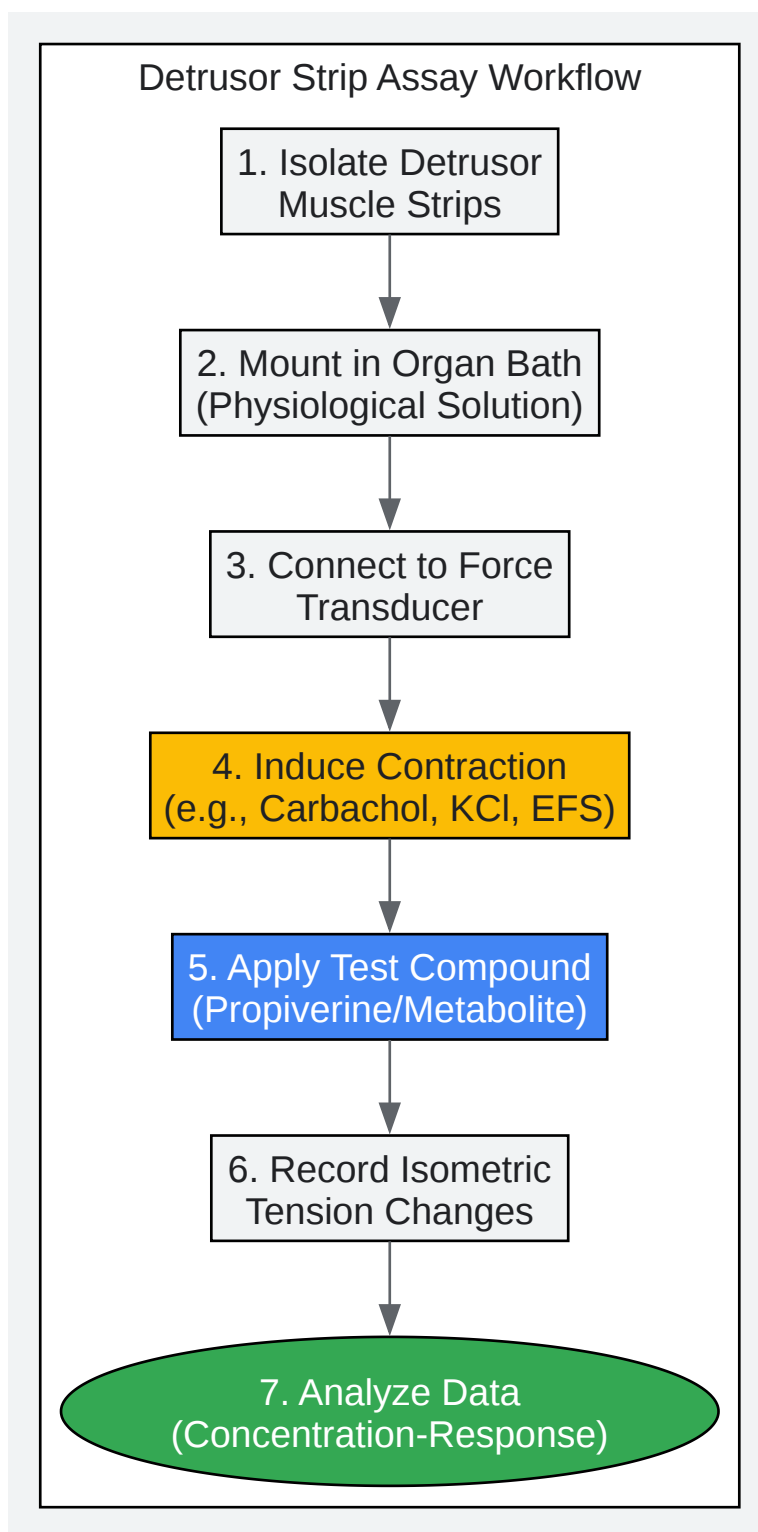 Detrusor Strip Assay Workflow
1. Isolate Detrusor
Muscle Strips
2. Mount in Organ Bath
(Physiological Solution)
3. Connect to Force
Transducer
4. Induce Contraction
(e.g., Carbachol, KCl, EFS)
5. Apply Test Compound
(Propiverine/Metabolite)
6. Record Isometric
Tension Changes
7. Analyze Data
(Concentration-Response)